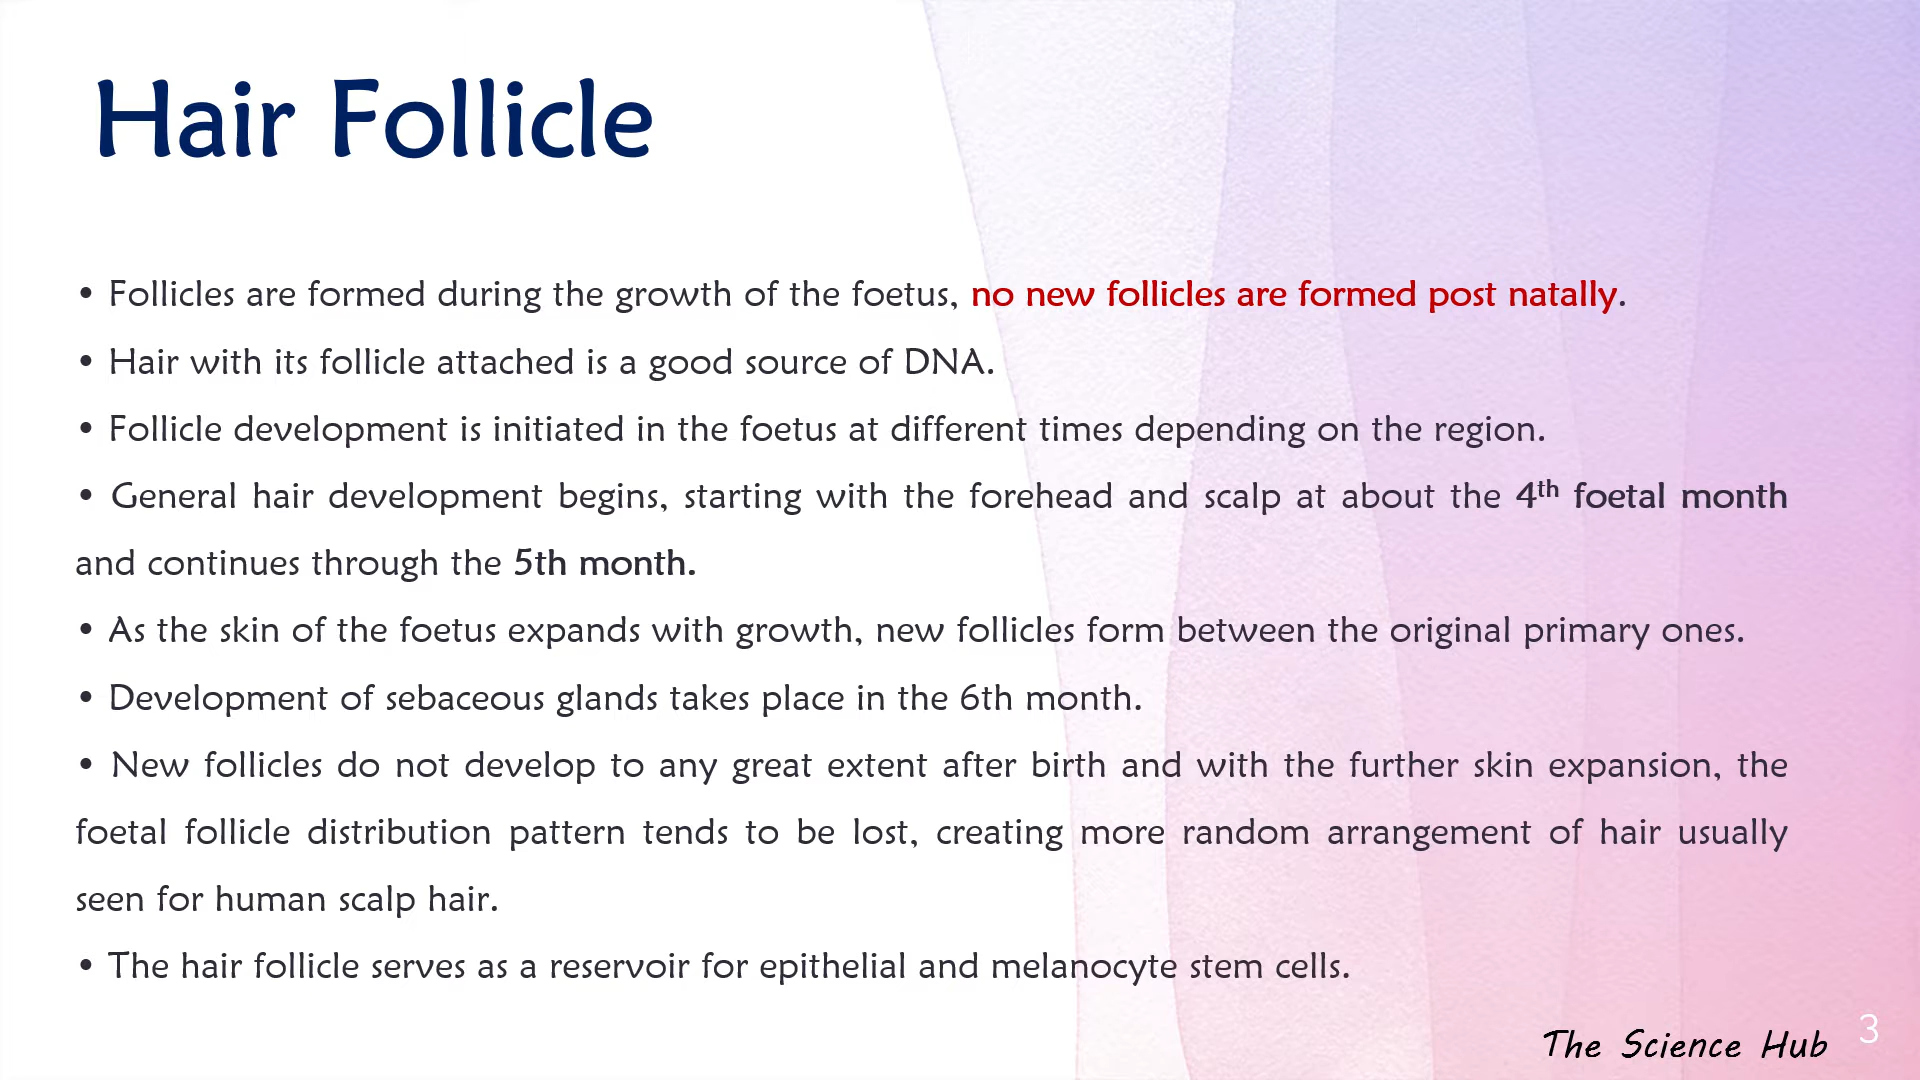 Hair Follicle
• Follicles are formed during the growth of the foetus, no new follicles are formed post natally.
• Hair with its follicle attached is a good source of DNA.
• Follicle development is initiated in the foetus at different times depending on the region.
• General hair development begins, starting with the forehead and scalp at about the 4th foetal month
and continues through the 5th month.
• As the skin of the foetus expands with growth, new follicles form between the original primary ones.
• Development of sebaceous glands takes place in the 6th month.
• New follicles do not develop to any great extent after birth and with the further skin expansion, the
foetal follicle distribution pattern tends to be lost, creating more random arrangement of hair usually
seen for human scalp hair.
• The hair follicle serves as a reservoir for epithelial and melanocyte stem cells.
The Science Hub
3